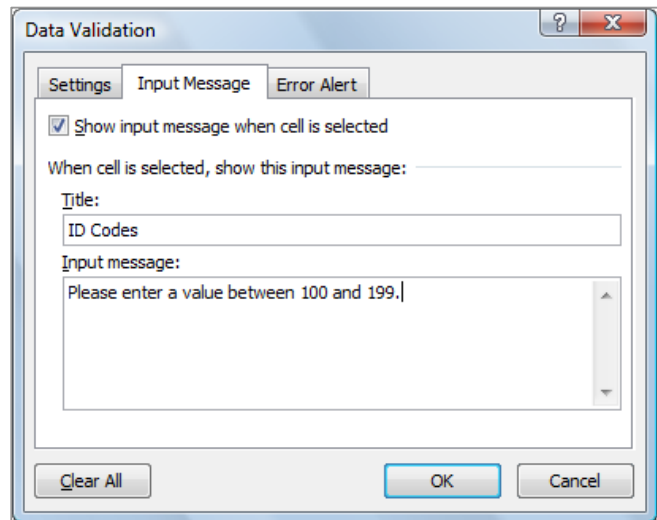 Data Validation
Settings Input Message Error Alert
Show input message when cell is selected
When cell is selected, show this input message:
Title:
ID Codes
Input message:
Please enter a value between 100 and 199.
Clear All OK Cancel